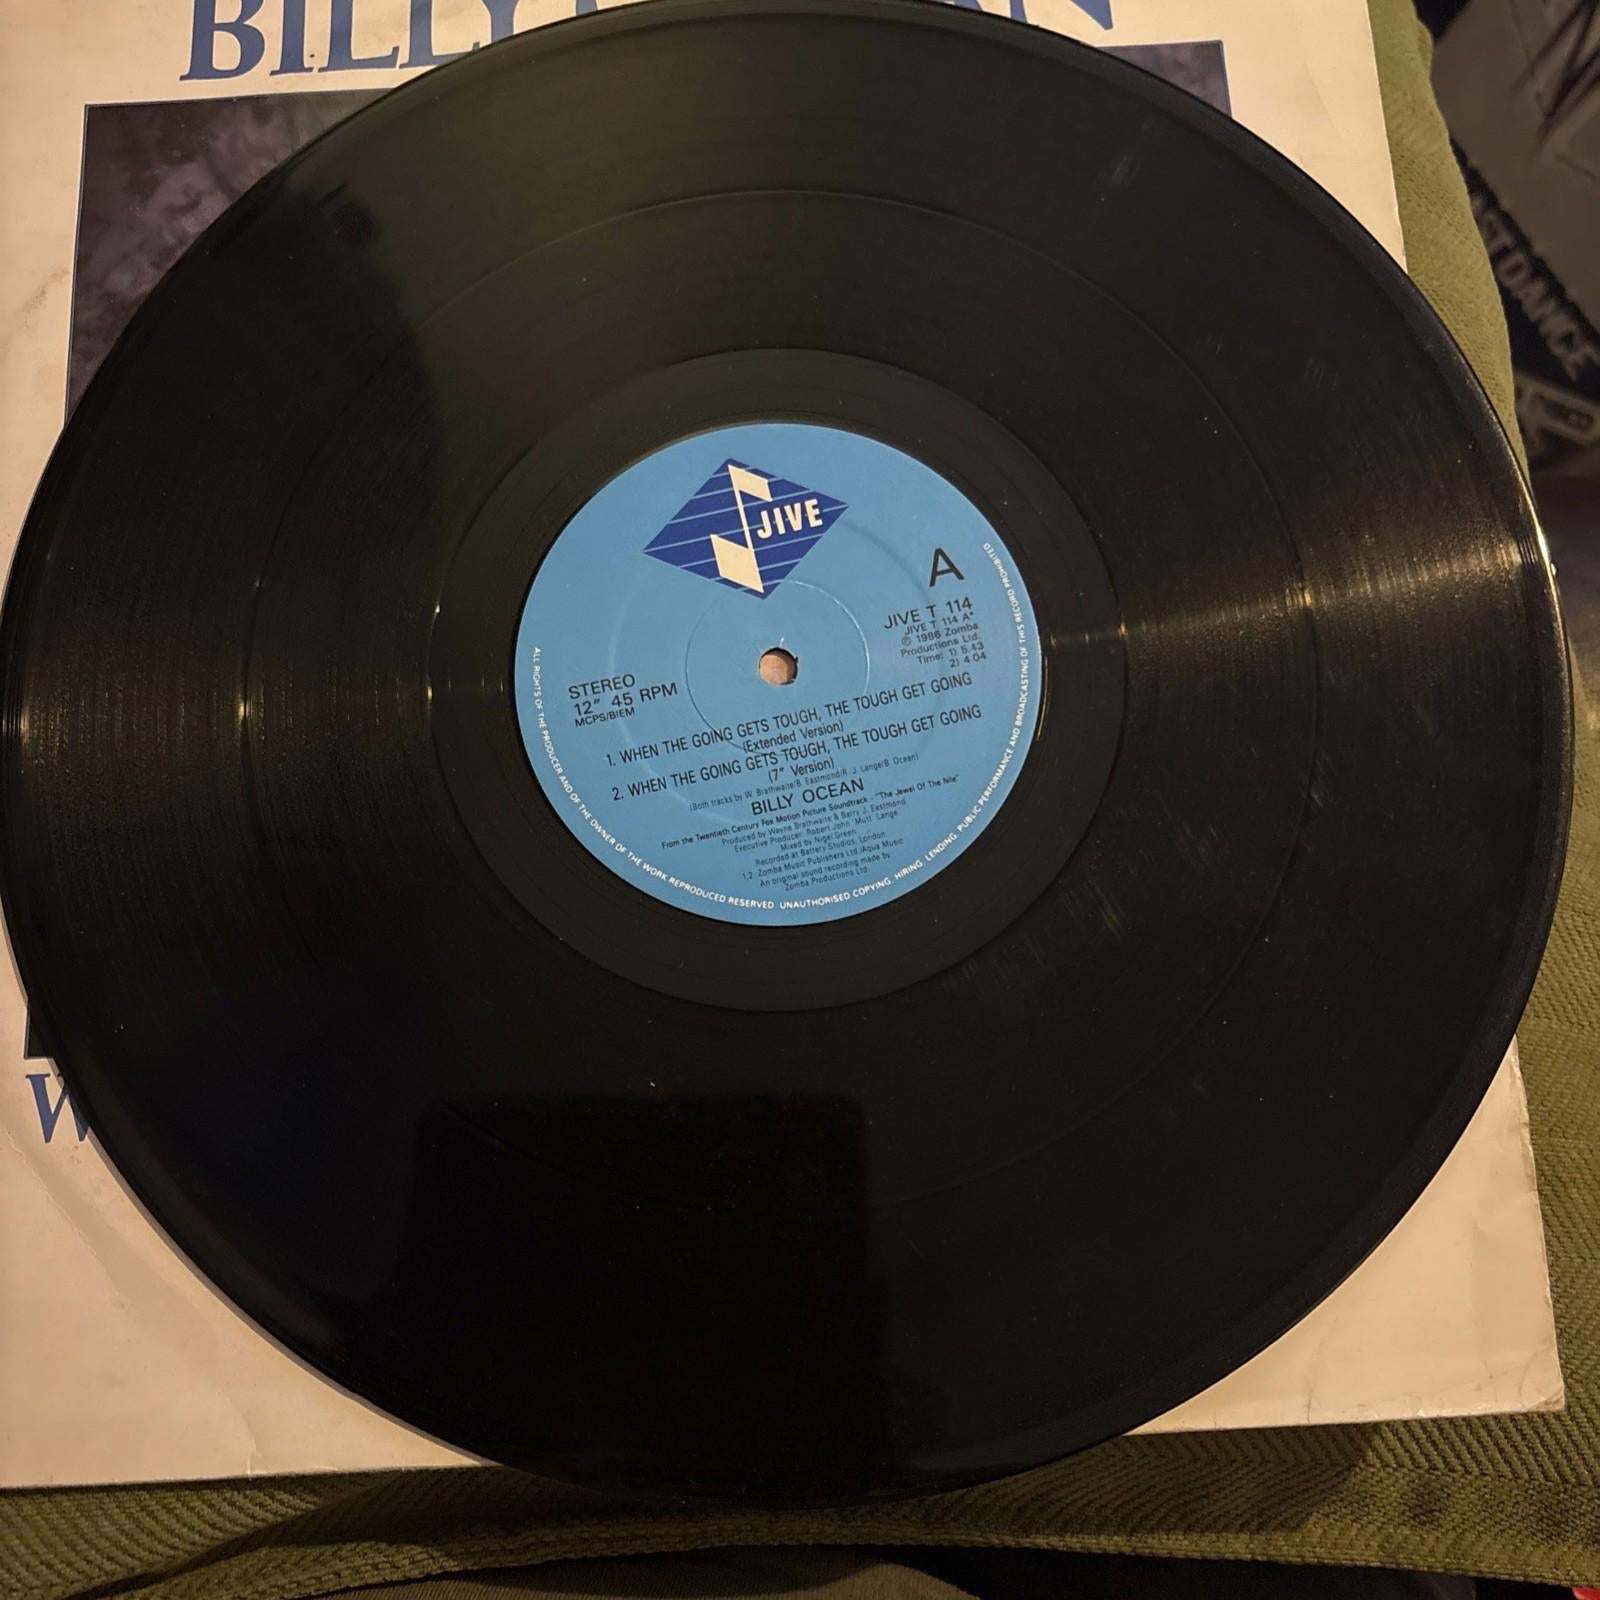 BILLY
AN
JIVE
A
JIVE T 114
JIVE T 114 A*
℗ 1986 Zomba
Productions Ltd.
Time: 1) 5.43
2) 4.04
STEREO
12" 45 RPM
MCPS/BIEM
1. WHEN THE GOING GETS TOUGH, THE TOUGH GET GOING
(Extended Version)
2. WHEN THE GOING GETS TOUGH, THE TOUGH GET GOING
(7" Version)
(Both tracks by W. Brathwaite/B. Eastmond/R. J. Lange/B. Ocean)
BILLY OCEAN
From the Twentieth Century Fox Motion Picture Soundtrack - "The Jewel Of The Nile"
Produced by Wayne Brathwaite & Barry J. Eastmond
Executive Producer: Robert John 'Mutt' Lange
Mixed by Nigel Green
Recorded at Battery Studios, London
1,2. Zomba Music Publishers Ltd./Aqua Music
An original sound recording made by
Zomba Productions Ltd.
ALL RIGHTS OF THE PRODUCER AND OF THE OWNER OF THE WORK REPRODUCED RESERVED. UNAUTHORISED COPYING, HIRING, LENDING, PUBLIC PERFORMANCE AND BROADCASTING OF THIS RECORD PROHIBITED
W
DANCE